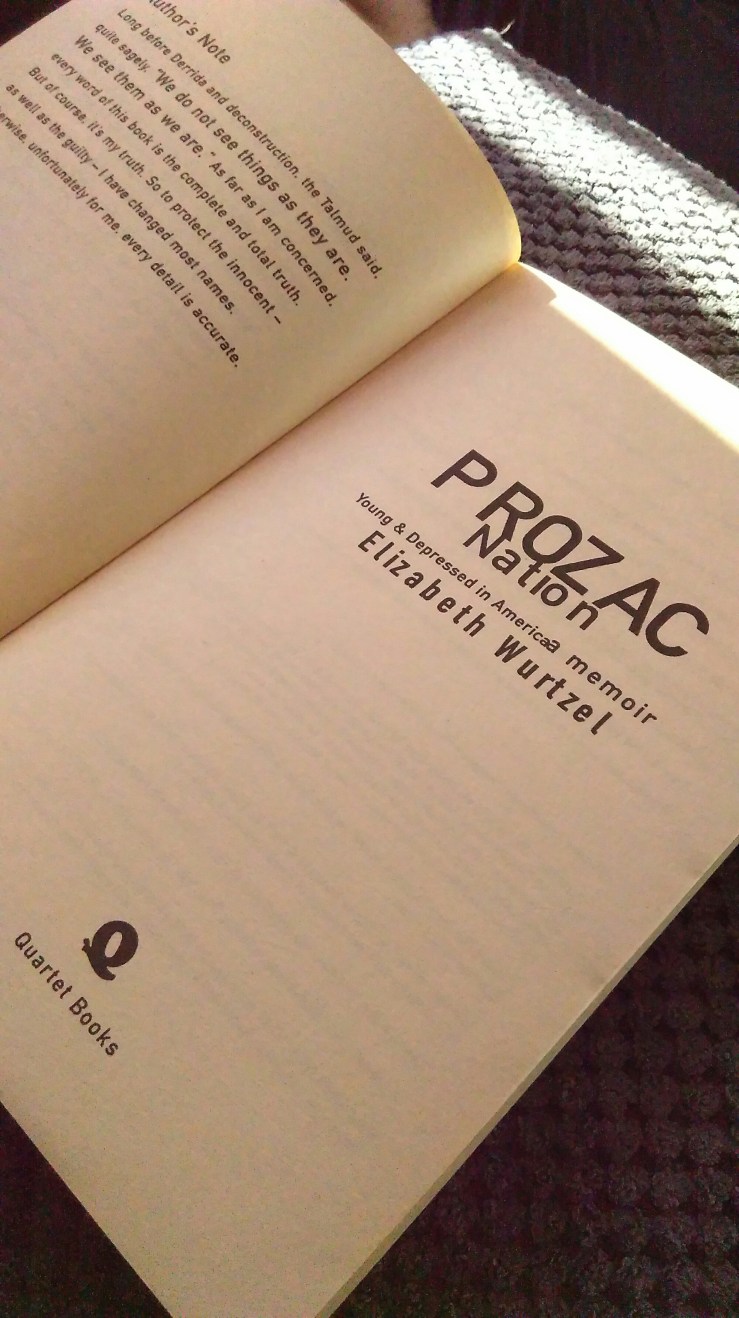 Author's Note
Long before Derrida and deconstruction, the Talmud said,
quite sagely, "We do not see things as they are.
We see them as we are." As far as I am concerned,
every word of this book is the complete and total truth.
But of course, it's my truth. So to protect the innocent –
as well as the guilty – I have changed most names.
therwise, unfortunately for me, every detail is accurate.
PROZAC
Nation
Young & Depressed in America a memoir
Elizabeth Wurtzel
Q
Quartet Books